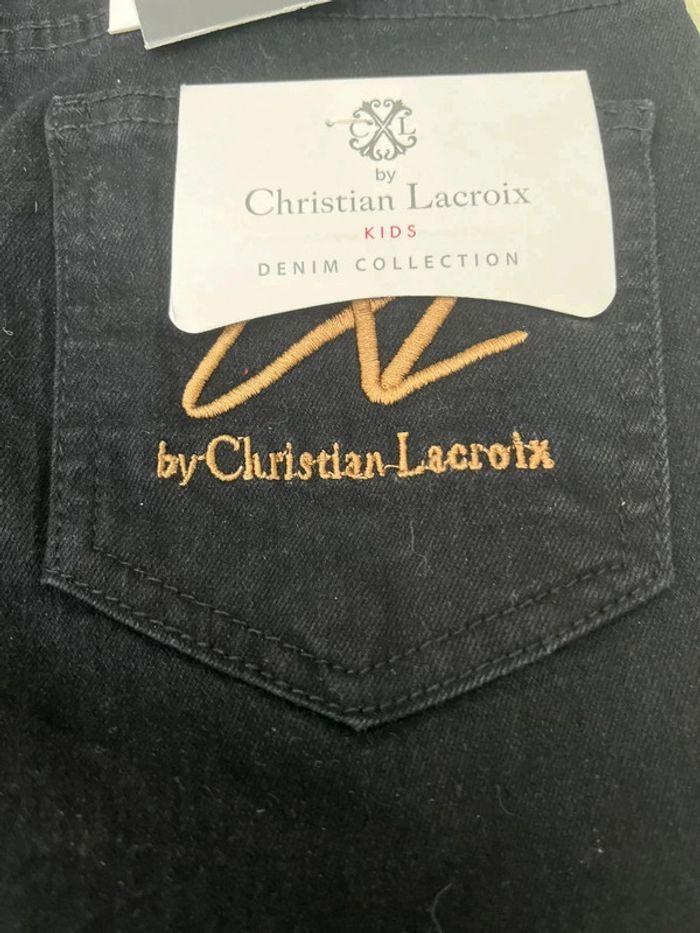 CXL
by
Christian Lacroix
KIDS
DENIM COLLECTION
by Christian Lacroix